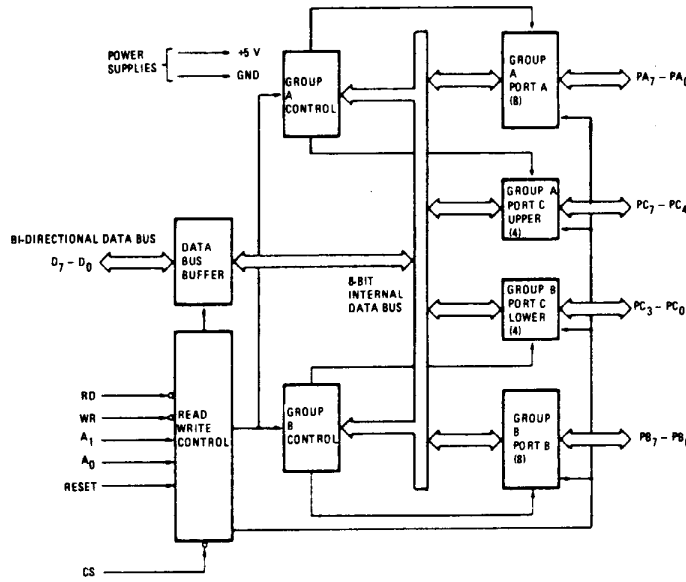 POWER
SUPPLIES
+5 V
GND
GROUP
A
CONTROL
GROUP
A
PORT A
(8)
PA7 – PA
GROUP A
PORT C
UPPER
(4)
PC7 – PC4
BI-DIRECTIONAL DATA BUS
D7 – D0
DATA
BUS
BUFFER
8-BIT
INTERNAL
DATA BUS
GROUP B
PORT C
LOWER
(4)
PC3 – PC0
RD
WR
A1
A0
RESET
READ
WRITE
CONTROL
GROUP
B
CONTROL
GROUP
B
PORT B
(8)
PB7 – PB
CS